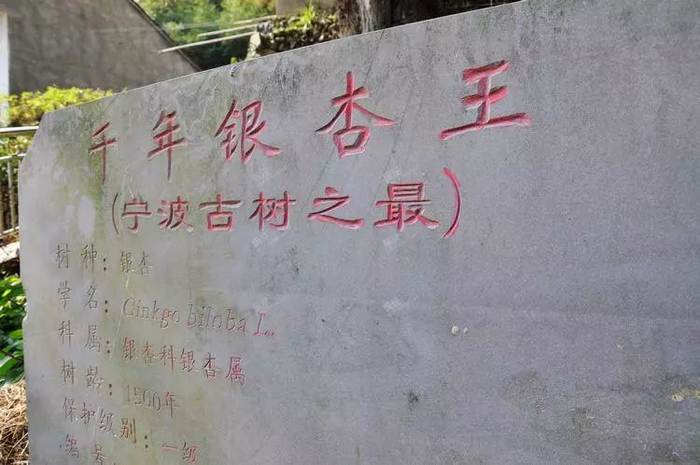 千年银杏王
(宁波古树之最)
树种：银杏
学名：Ginkgo biloba L.
科属：银杏科银杏属
树龄：1500年
保护级别：一级
编号